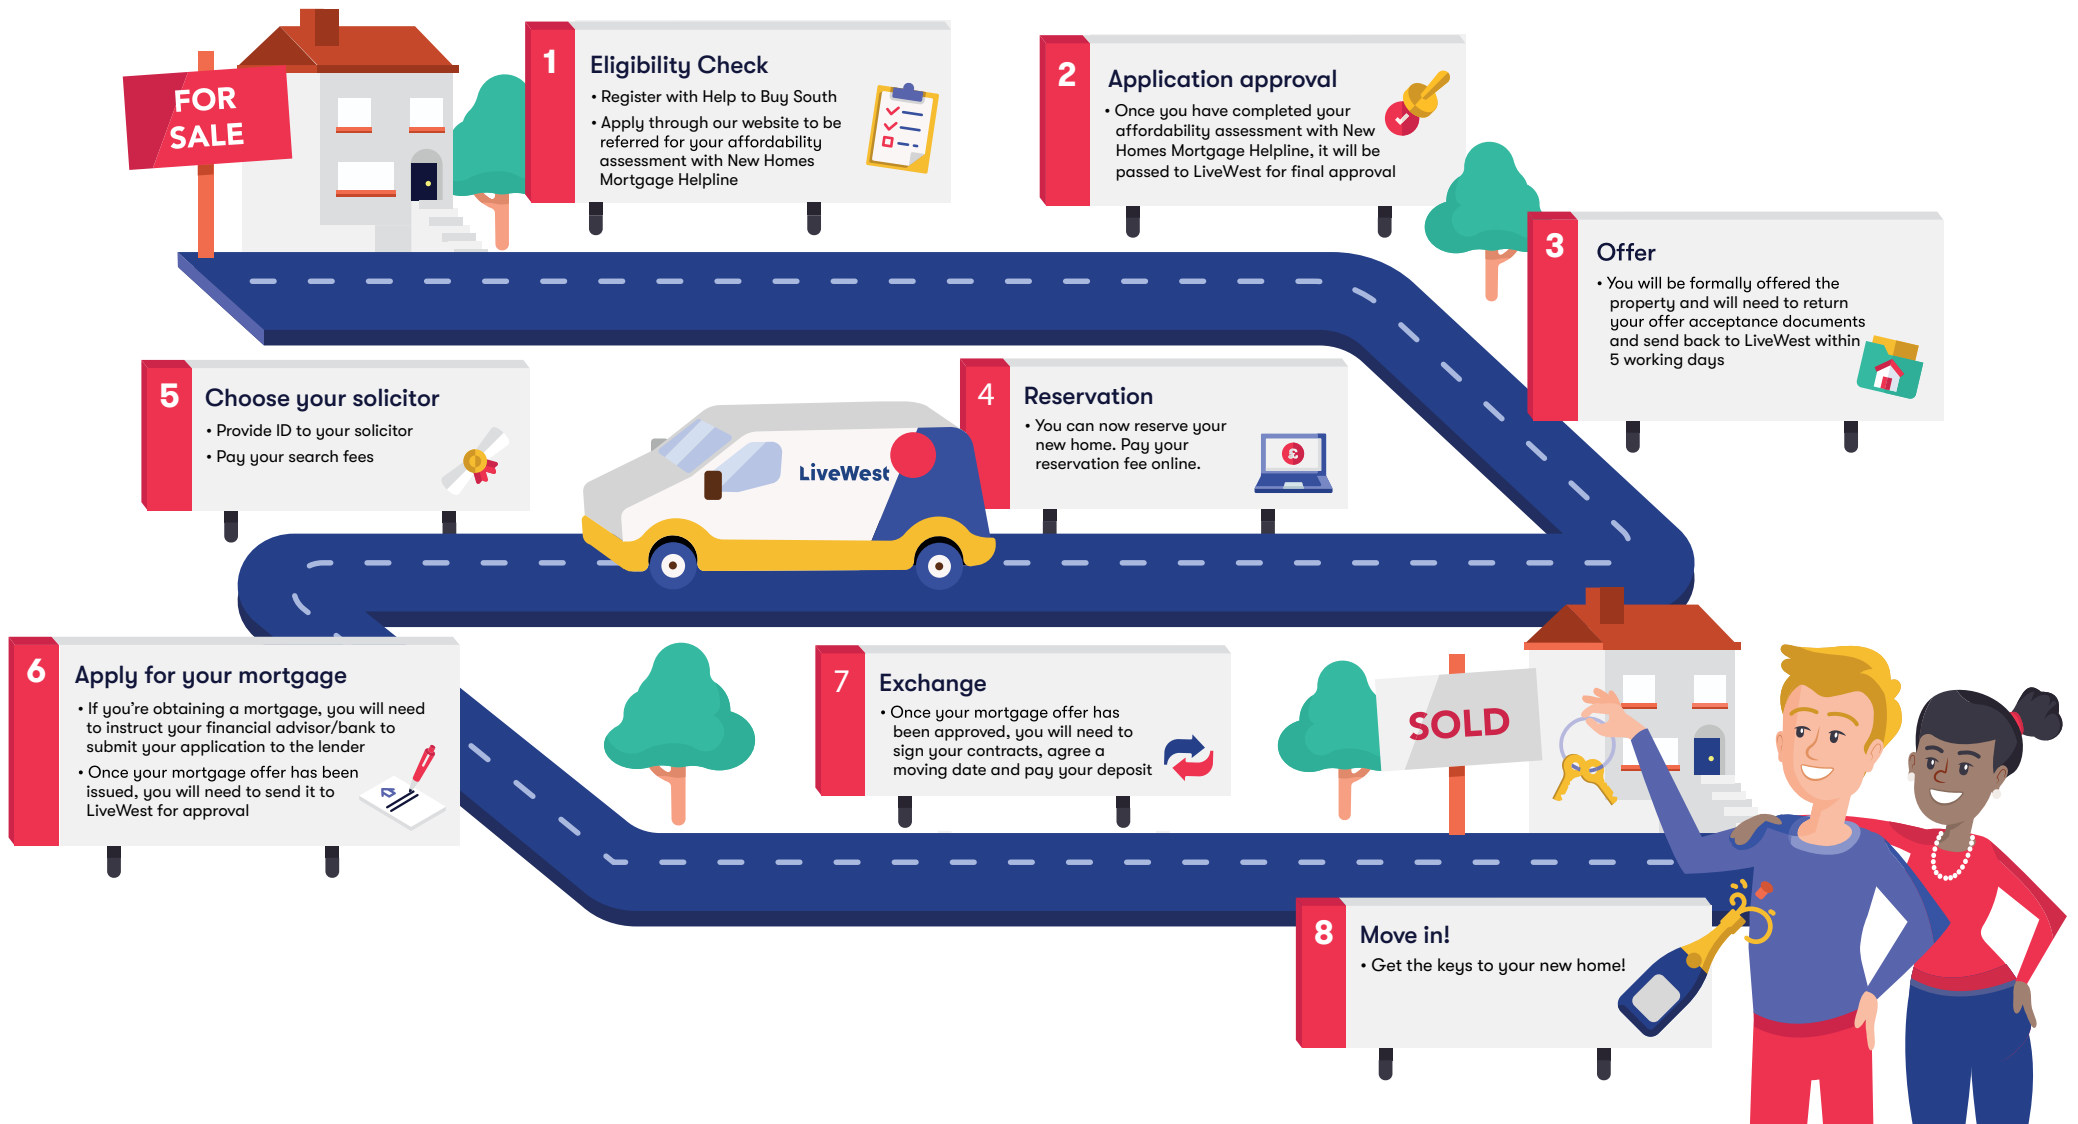 FOR
SALE
1
Eligibility Check
• Register with Help to Buy South
• Apply through our website to be
referred for your affordability
assessment with New Homes
Mortgage Helpline
2
Application approval
• Once you have completed your
affordability assessment with New
Homes Mortgage Helpline, it will be
passed to LiveWest for final approval
3
Offer
• You will be formally offered the
property and will need to return
your offer acceptance documents
and send back to LiveWest within
5 working days
4
Reservation
• You can now reserve your
new home. Pay your
reservation fee online.
£
LiveWest
5
Choose your solicitor
• Provide ID to your solicitor
• Pay your search fees
6
Apply for your mortgage
• If you’re obtaining a mortgage, you will need
to instruct your financial advisor/bank to
submit your application to the lender
• Once your mortgage offer has been
issued, you will need to send it to
LiveWest for approval
7
Exchange
• Once your mortgage offer has
been approved, you will need to
sign your contracts, agree a
moving date and pay your deposit
SOLD
8
Move in!
• Get the keys to your new home!